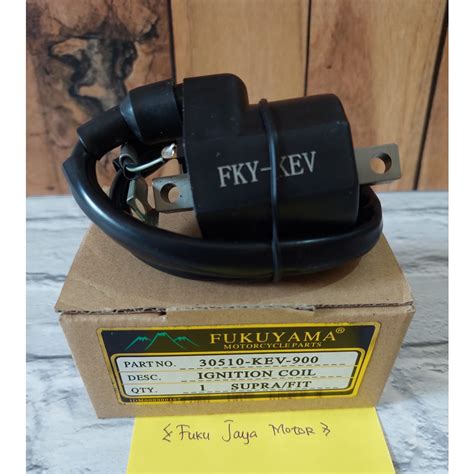 FKY-KEV
FUKUYAMA®
MOTORCYCLE PARTS
PART NO. 30510-KEV-900
DESC. IGNITION COIL
QTY. 1 SUPRA/FIT
{Fuku Jaya Motor}